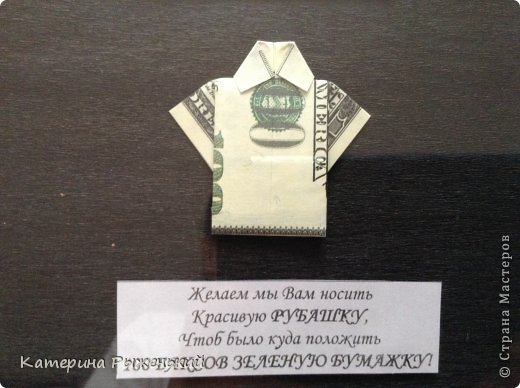 Желаем мы Вам носить
Красивую РУБАШКУ,
Чтоб было куда положить
ЗЕЛЕНУЮ БУМАЖКУ!
Катерина
© Страна Мастеров